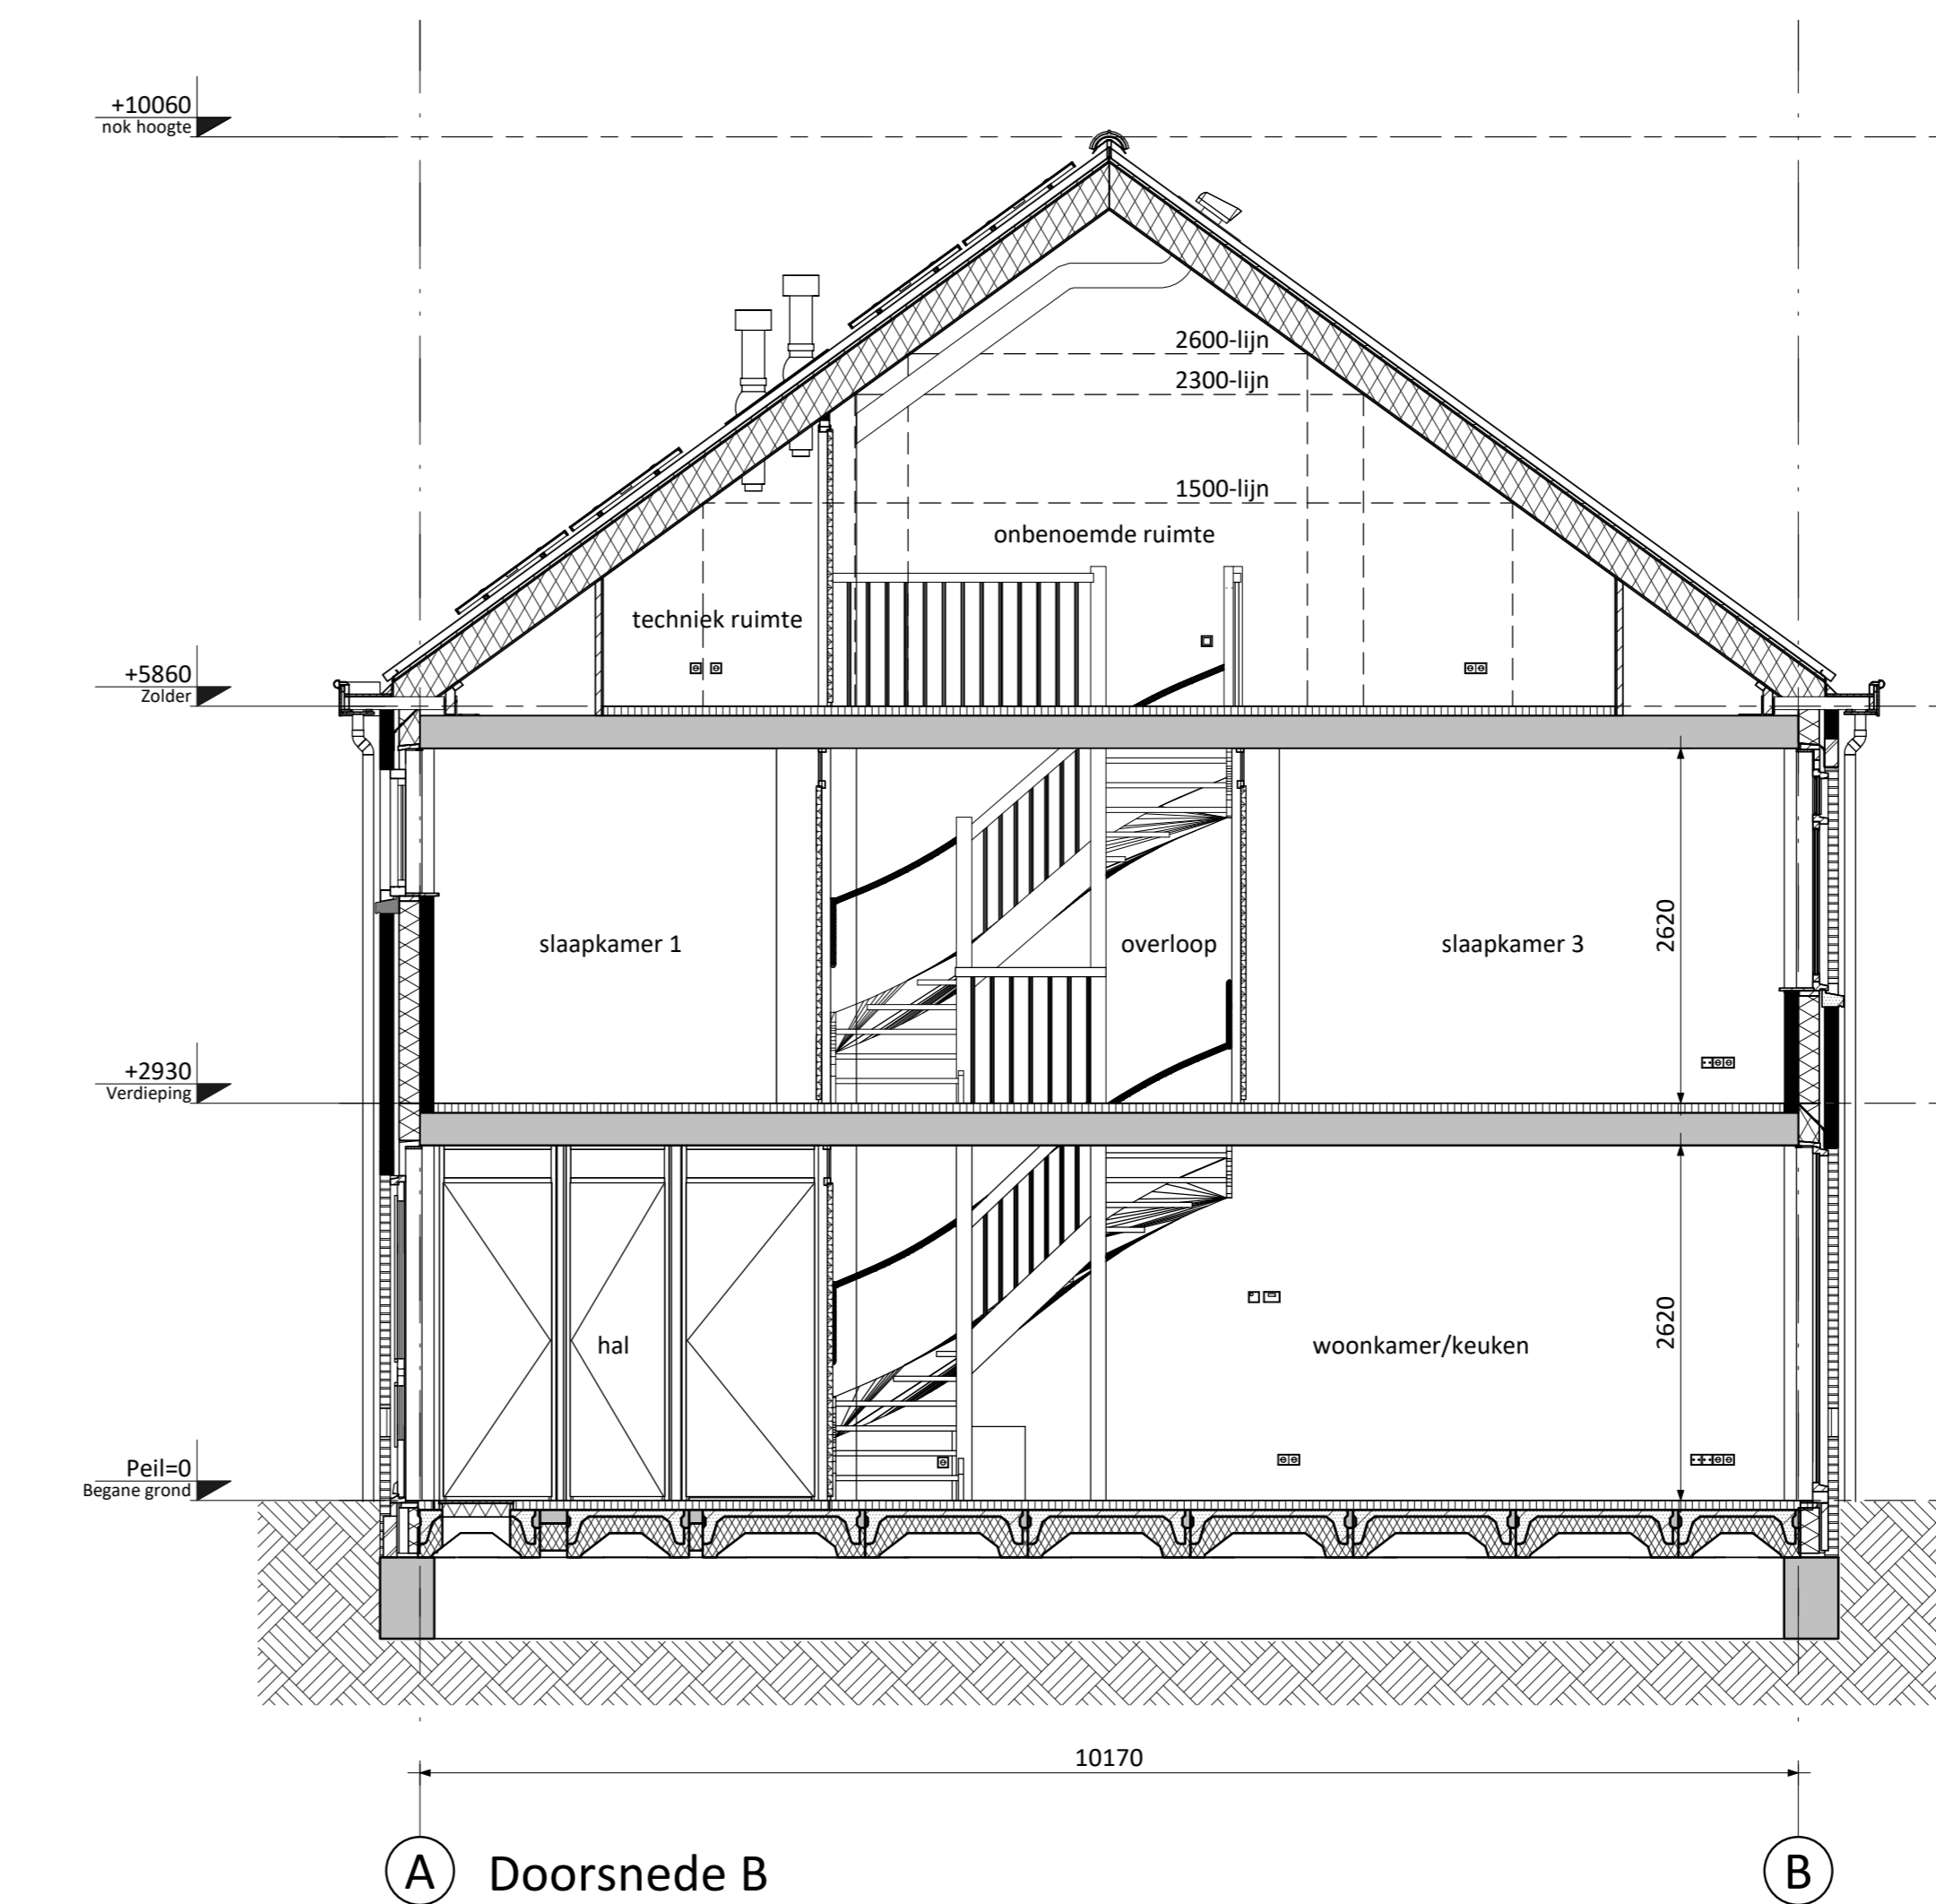 +10060
nok hoogte
2600-lijn
2300-lijn
1500-lijn
onbenoemde ruimte
techniek ruimte
+5860
Zolder
2620
slaapkamer 1
overloop
slaapkamer 3
+2930
Verdieping
2620
hal
woonkamer/keuken
Peil=0
Begane grond
10170
A
Doorsnede B
B